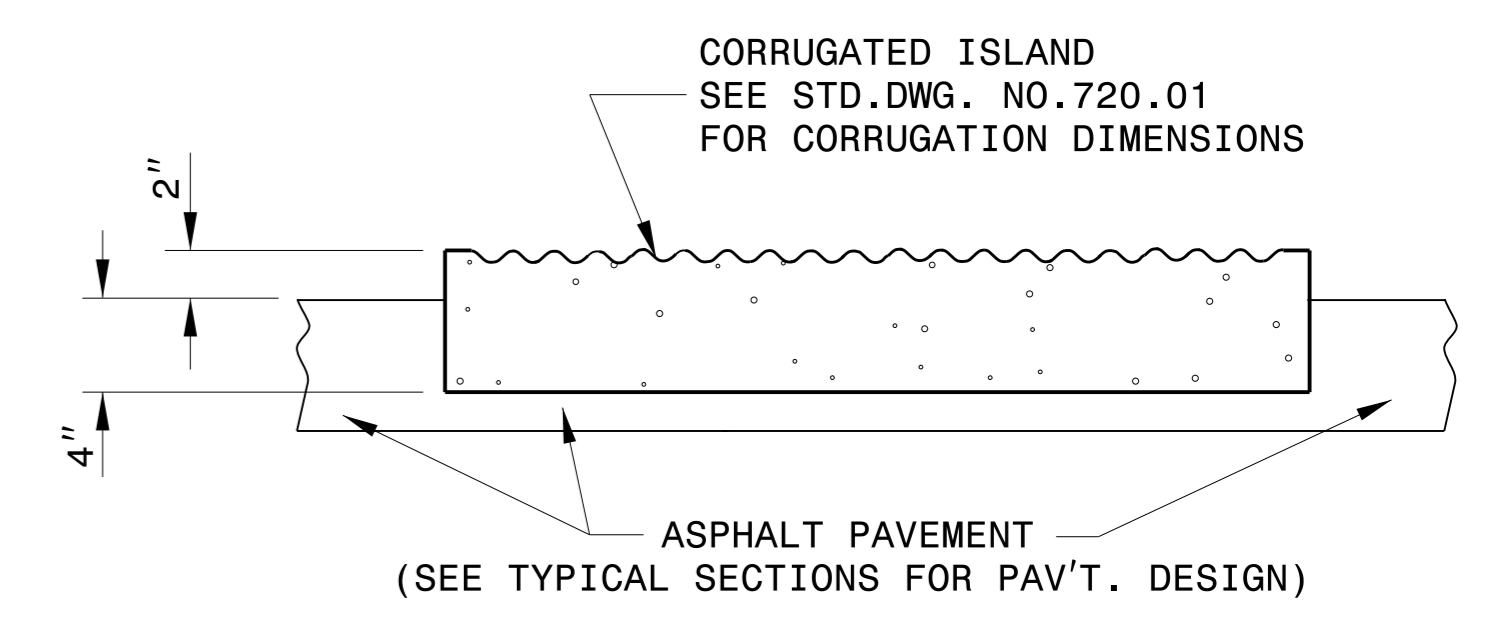 CORRUGATED ISLAND
SEE STD.DWG. NO.720.01
FOR CORRUGATION DIMENSIONS
2"
4"
ASPHALT PAVEMENT
(SEE TYPICAL SECTIONS FOR PAV'T. DESIGN)